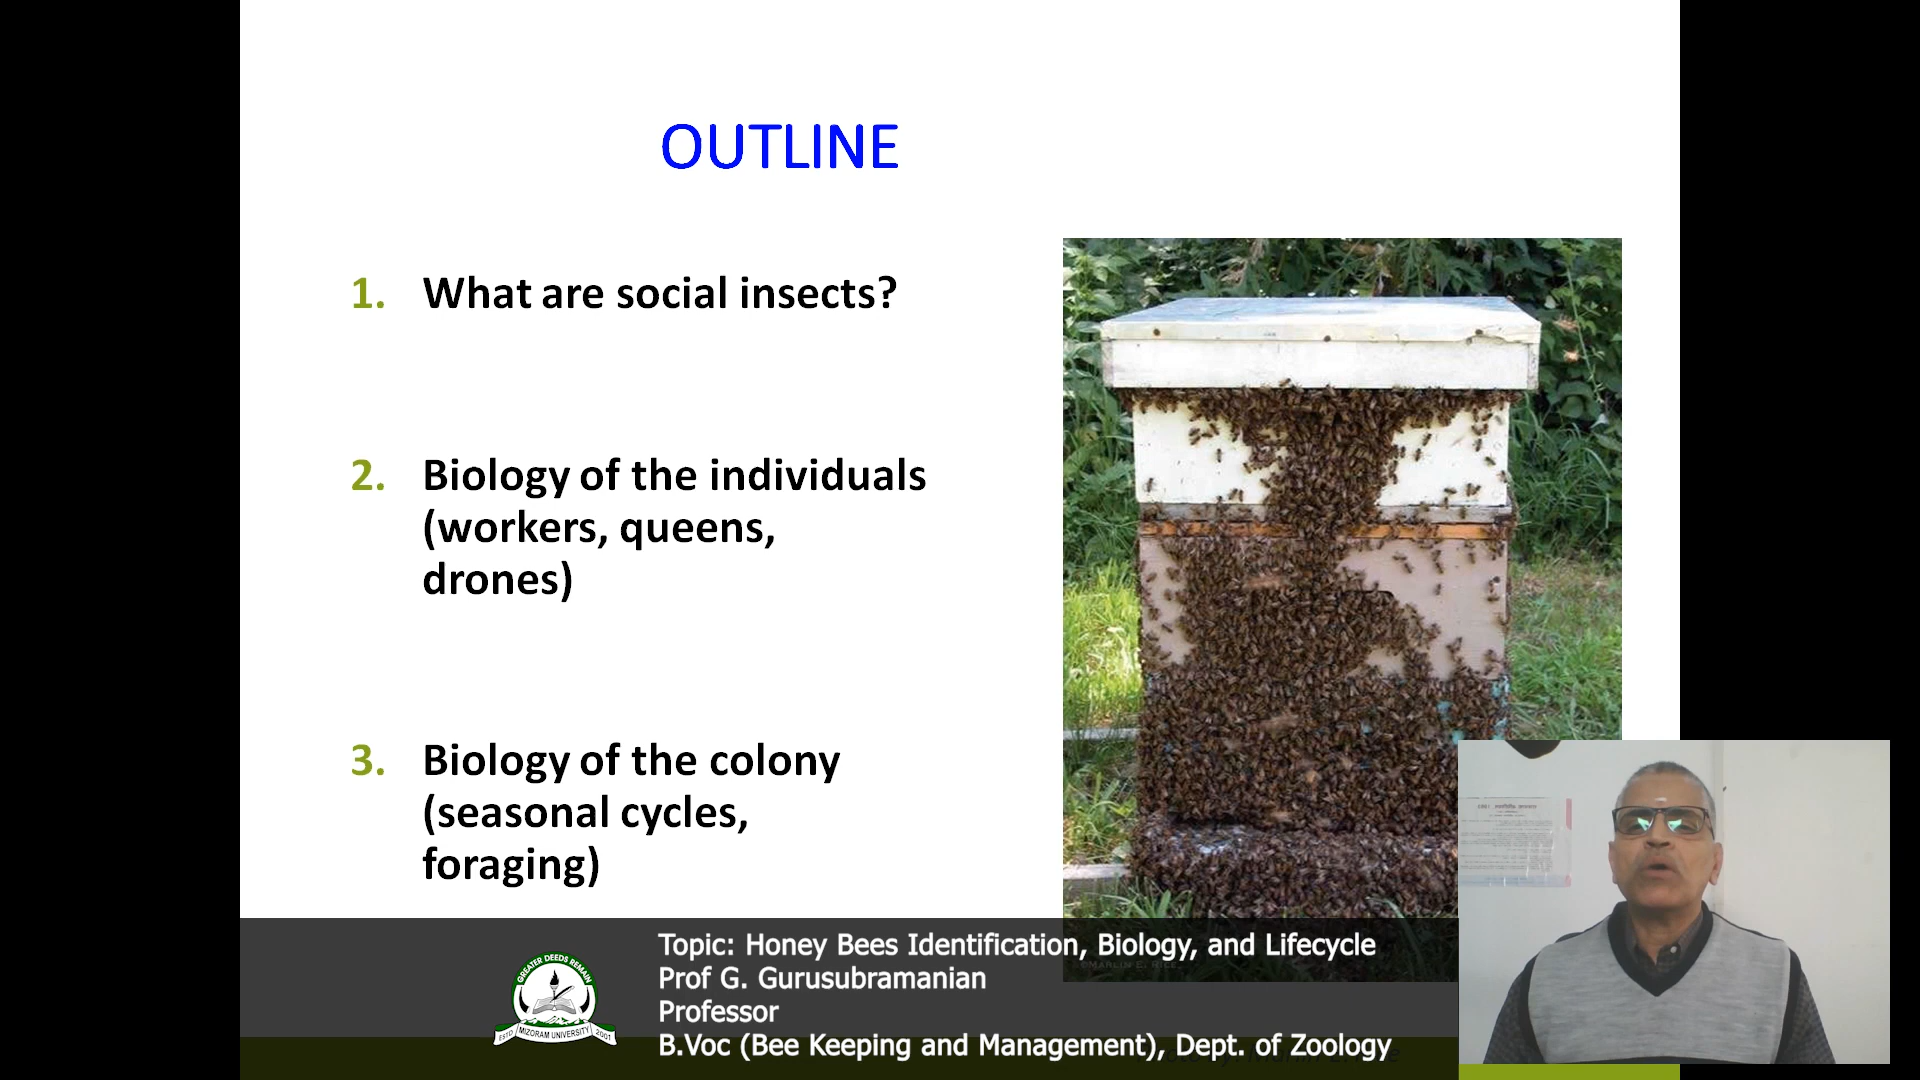 OUTLINE
1. What are social insects?
2. Biology of the individuals
(workers, queens,
drones)
3. Biology of the colony
(seasonal cycles,
foraging)
Topic: Honey Bees Identification, Biology, and Lifecycle
Prof G. Gurusubramanian
Professor
B.Voc (Bee Keeping and Management), Dept. of Zoology
GREATER DEEDS REMAIN
ESTD MIZORAM UNIVERSITY 2001